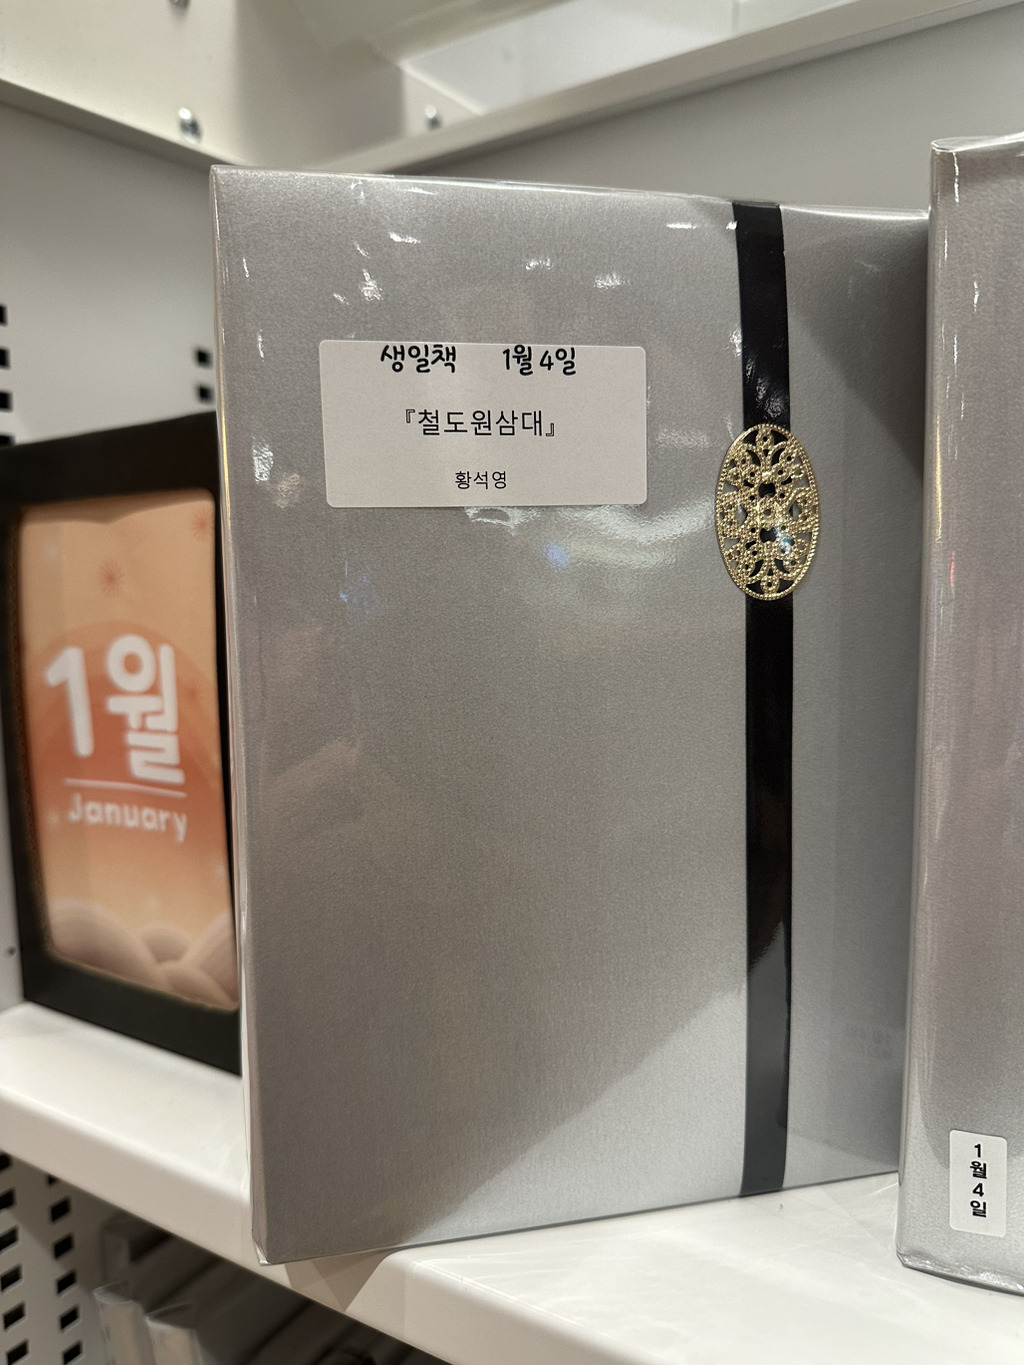 생일책 1월 4일
『철도원삼대』
황석영
1월
January
1월 4일